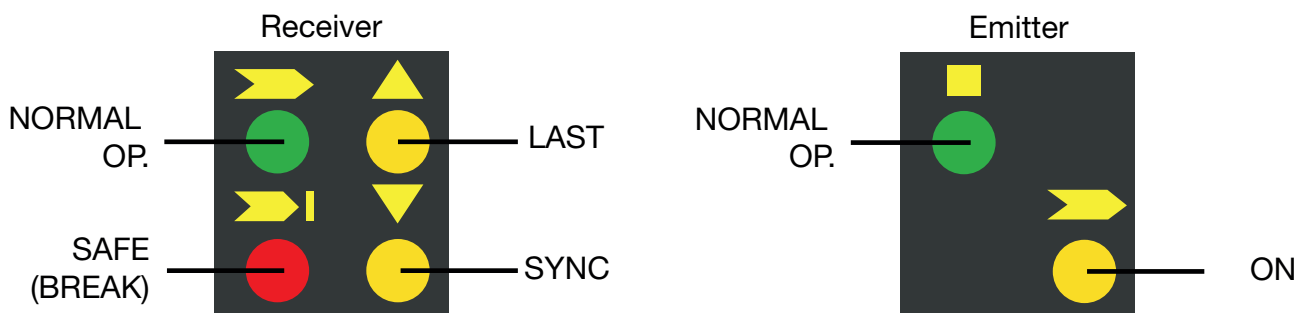 Receiver
NORMAL
OP.
LAST
SAFE
(BREAK)
SYNC
Emitter
NORMAL
OP.
ON